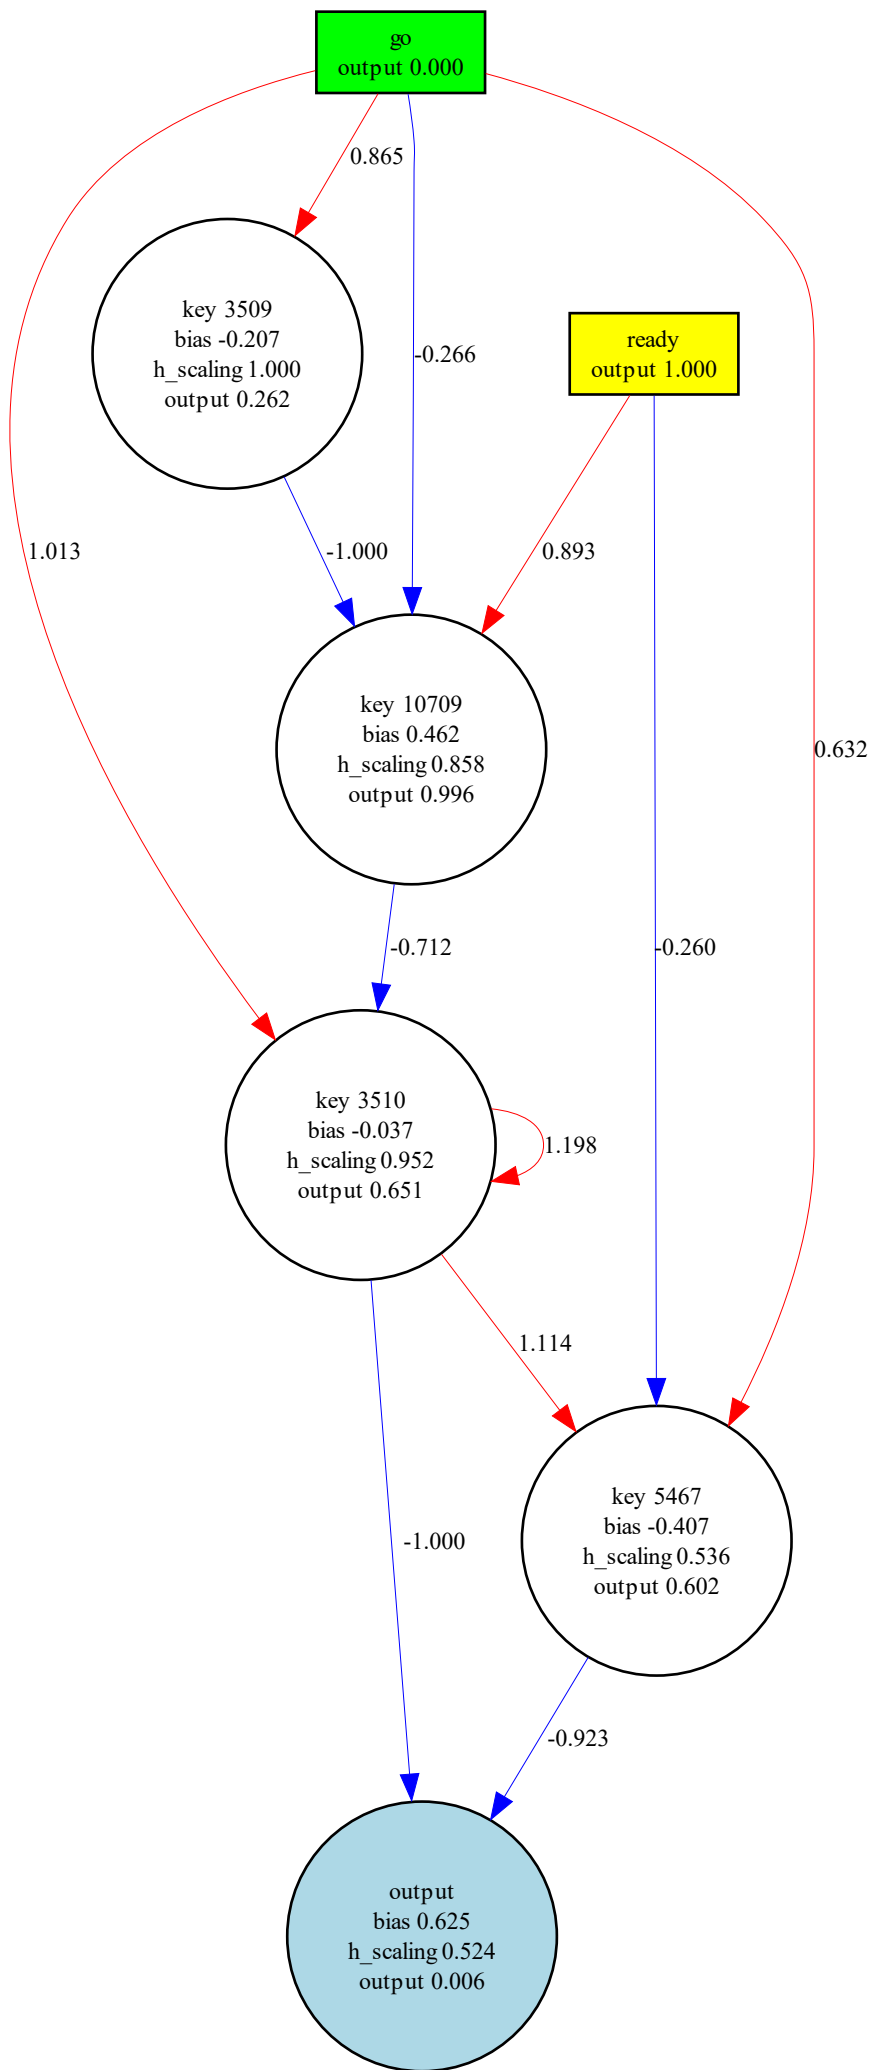 go
output 0.000
0.865
key 3509
bias -0.207
h_scaling 1.000
output 0.262
-0.266
ready
output 1.000
1.013
-1.000
0.893
key 10709
bias 0.462
h_scaling 0.858
output 0.996
0.632
-0.712
-0.260
key 3510
bias -0.037
h_scaling 0.952
output 0.651
1.198
1.114
key 5467
bias -0.407
h_scaling 0.536
output 0.602
-1.000
-0.923
output
bias 0.625
h_scaling 0.524
output 0.006